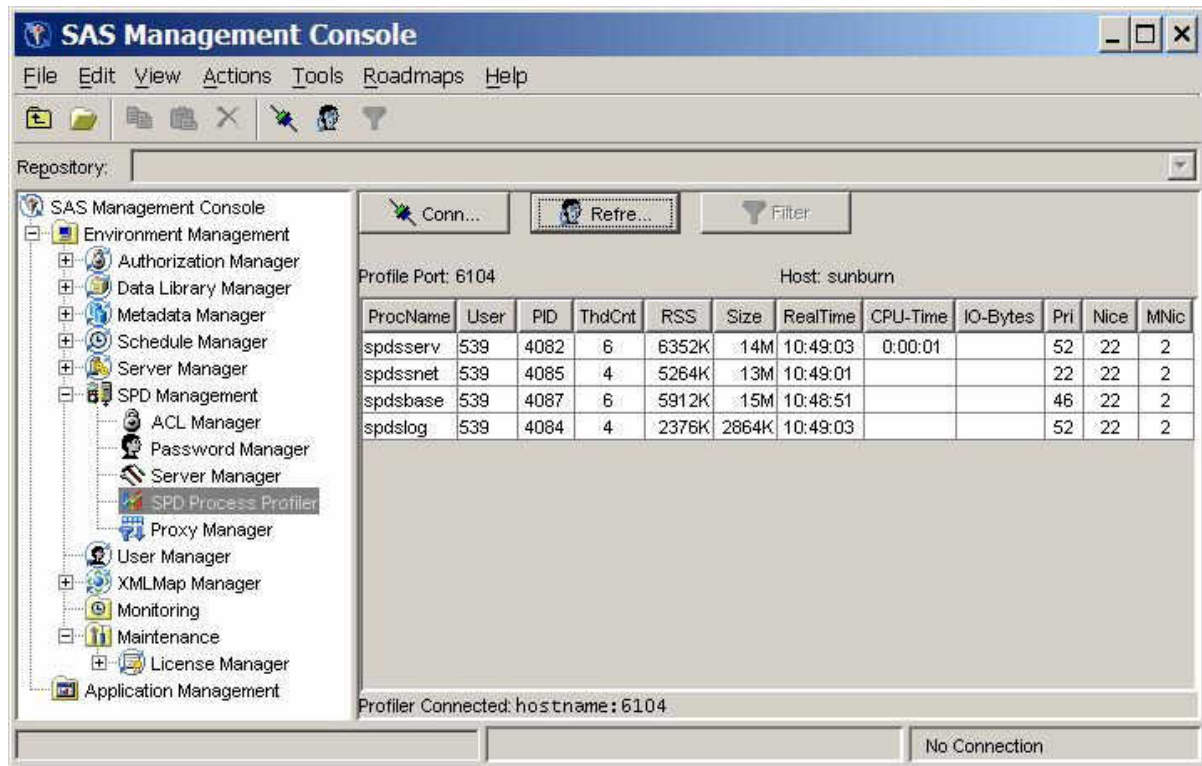 SAS Management Console
File Edit View Actions Tools Roadmaps Help
Repository:
SAS Management Console
Environment Management
Authorization Manager
Data Library Manager
Metadata Manager
Schedule Manager
Server Manager
SPD Management
ACL Manager
Password Manager
Server Manager
SPD Process Profiler
Proxy Manager
User Manager
XMLMap Manager
Monitoring
Maintenance
License Manager
Application Management
Conn... Refre... Filter
Profile Port: 6104 Host: sunburn
ProcName User PID ThdCnt RSS Size RealTime CPU-Time IO-Bytes Pri Nice MNic
spdsserv 539 4082 6 6352K 14M 10:49:03 0:00:01 52 22 2
spdssnet 539 4085 4 5264K 13M 10:49:01 22 22 2
spdsbase 539 4087 6 5912K 15M 10:48:51 46 22 2
spdslog 539 4084 4 2376K 2864K 10:49:03 52 22 2
Profiler Connected: hostname:6104
No Connection